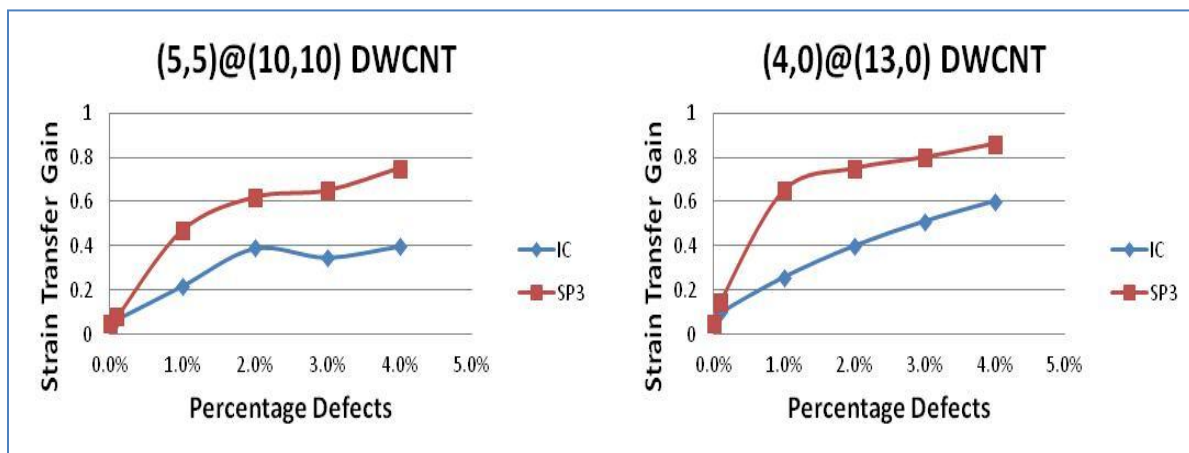 (5,5)@(10,10) DWCNT
Strain Transfer Gain
1
0.8
0.6
0.4
0.2
0
0.0% 1.0% 2.0% 3.0% 4.0% 5.0%
Percentage Defects
IC
SP3
(4,0)@(13,0) DWCNT
Strain Transfer Gain
1
0.8
0.6
0.4
0.2
0
0.0% 1.0% 2.0% 3.0% 4.0% 5.0%
Percentage Defects
IC
SP3